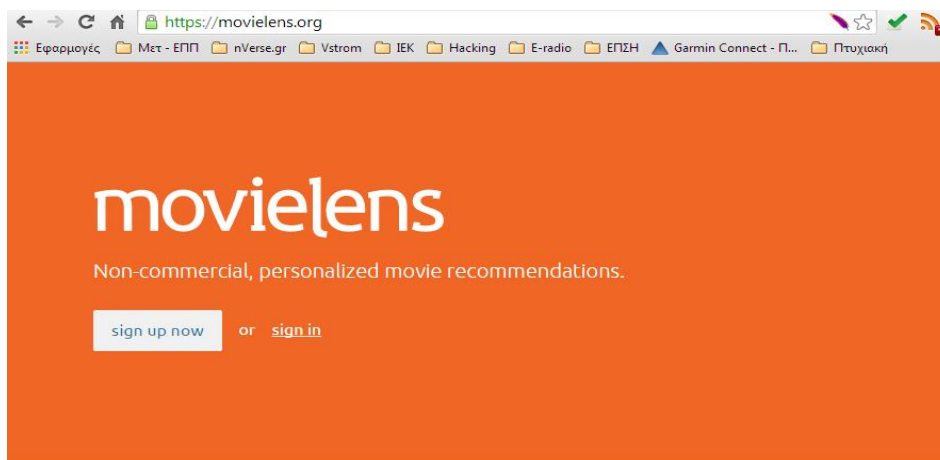 https://movielens.org
Εφαρμογές Μετ - ΕΠΠ nVerse.gr Vstrom IEK Hacking E-radio ΕΠΣΗ Garmin Connect - Π... Πτυχιακή
movielens
Non-commercial, personalized movie recommendations.
sign up now or sign in